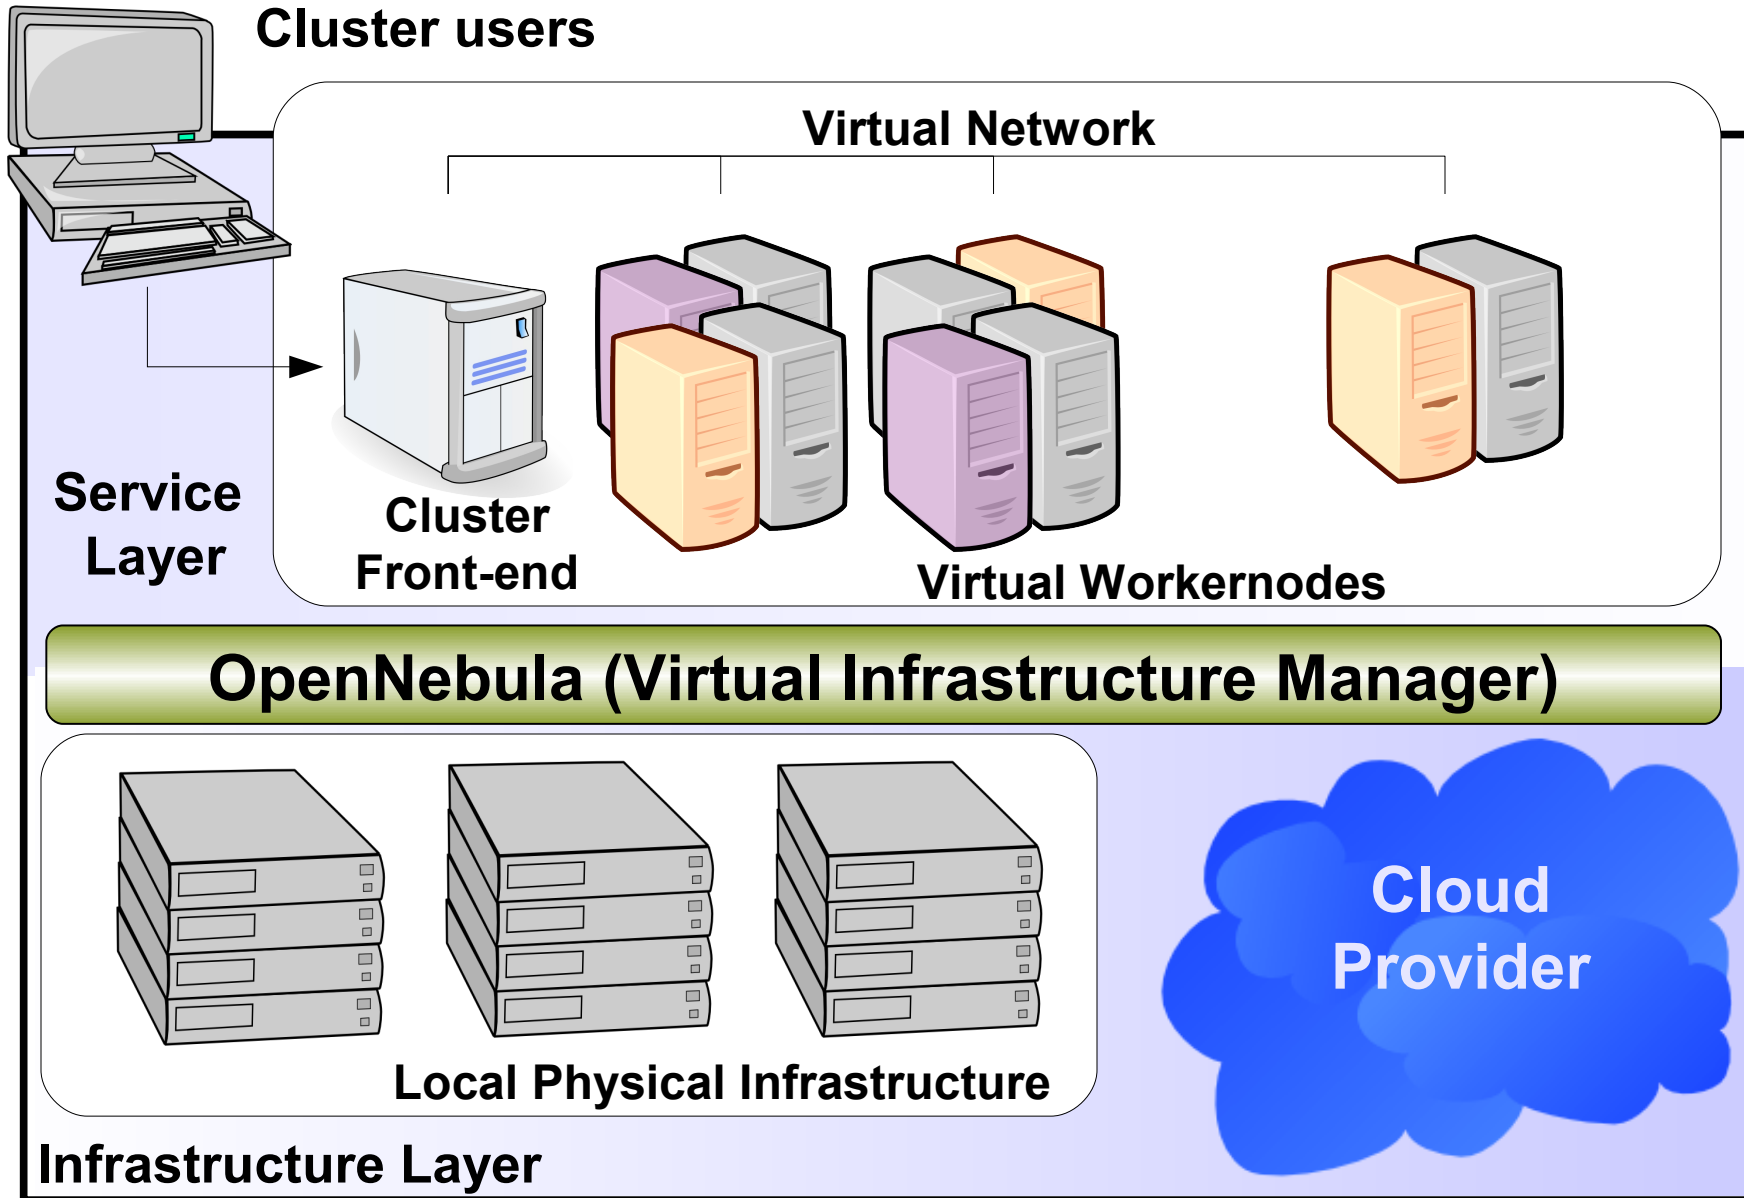 Cluster users
Virtual Network
Service
Layer
Cluster
Front-end
Virtual Workernodes
OpenNebula (Virtual Infrastructure Manager)
Cloud
Provider
Local Physical Infrastructure
Infrastructure Layer